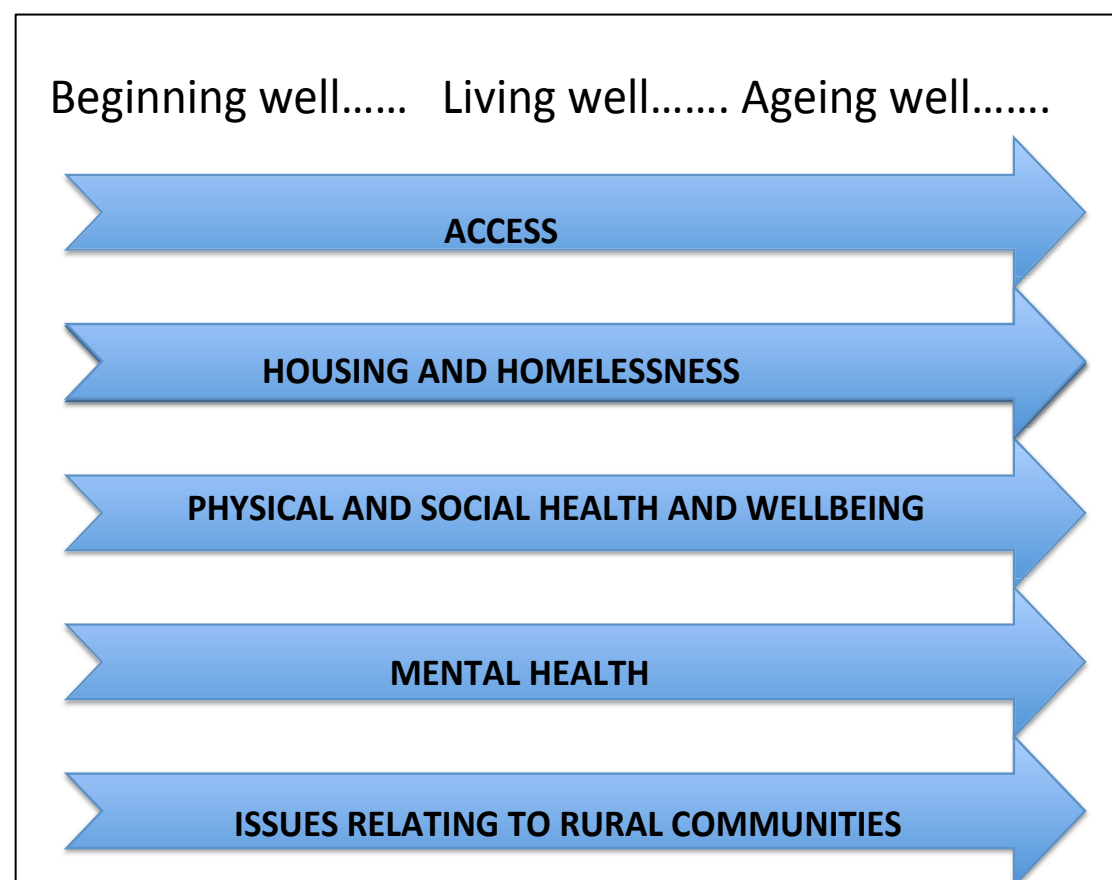 Beginning well…… Living well……. Ageing well…….
ACCESS
HOUSING AND HOMELESSNESS
PHYSICAL AND SOCIAL HEALTH AND WELLBEING
MENTAL HEALTH
ISSUES RELATING TO RURAL COMMUNITIES